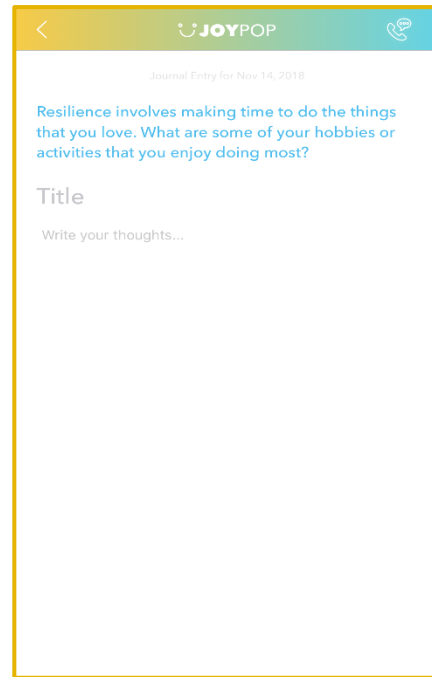 JOYPOP
Journal Entry for Nov 14, 2018
Resilience involves making time to do the things
that you love. What are some of your hobbies or
activities that you enjoy doing most?
Title
Write your thoughts...